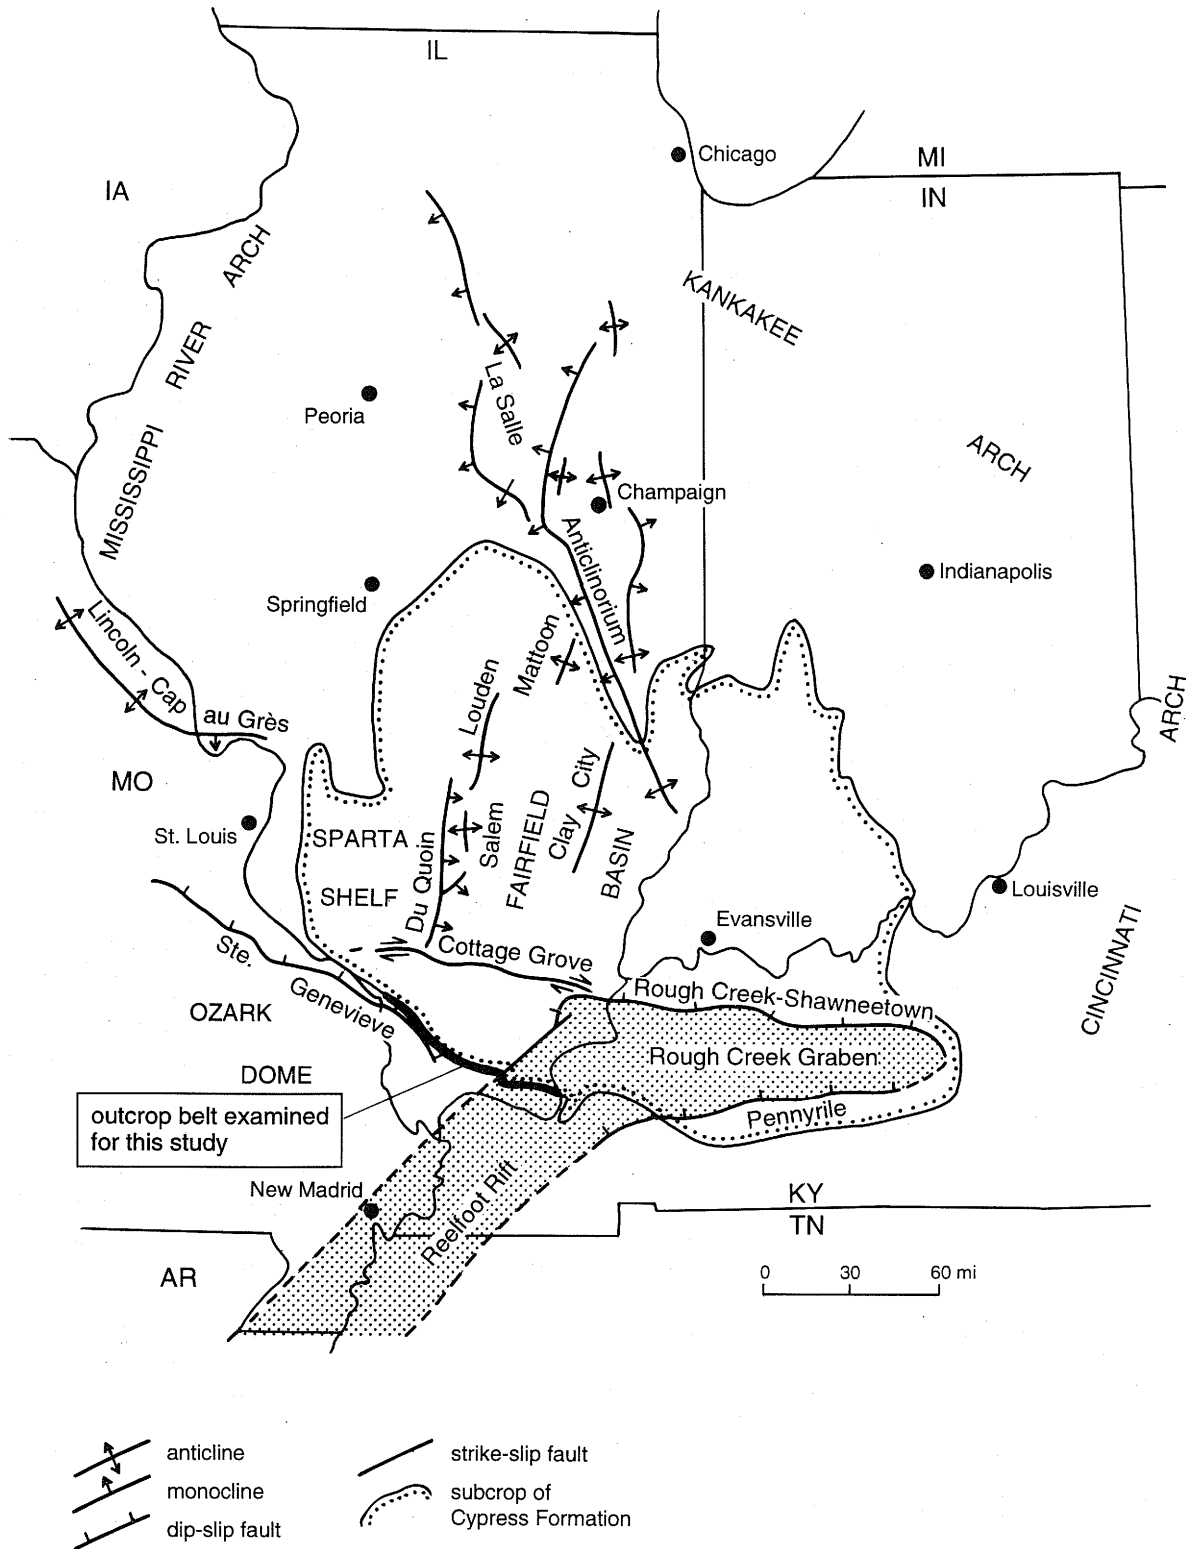 IL
Chicago
MI
IN
IA
MISSISSIPPI RIVER ARCH
KANKAKEE
ARCH
La Salle
Anticlinorium
Peoria
Champaign
Indianapolis
Springfield
Lincoln - Cap
au Grès
Mattoon
Louden
MO
St. Louis
SPARTA
SHELF
Du Quoin
Salem
FAIRFIELD
BASIN
Clay City
ARCH
CINCINNATI
Louisville
Evansville
Cottage Grove
Ste.
Genevieve
OZARK
DOME
Rough Creek-Shawneetown
Rough Creek Graben
Pennyrile
outcrop belt examined
for this study
New Madrid
Reelfoot Rift
KY
TN
AR
0 30 60 mi
anticline
monocline
dip-slip fault
strike-slip fault
subcrop of
Cypress Formation